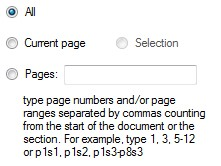 All
Current page Selection
Pages:
type page numbers and/or page
ranges separated by commas counting
from the start of the document or the
section. For example, type 1, 3, 5-12
or p1s1, p1s2, p1s3-p8s3